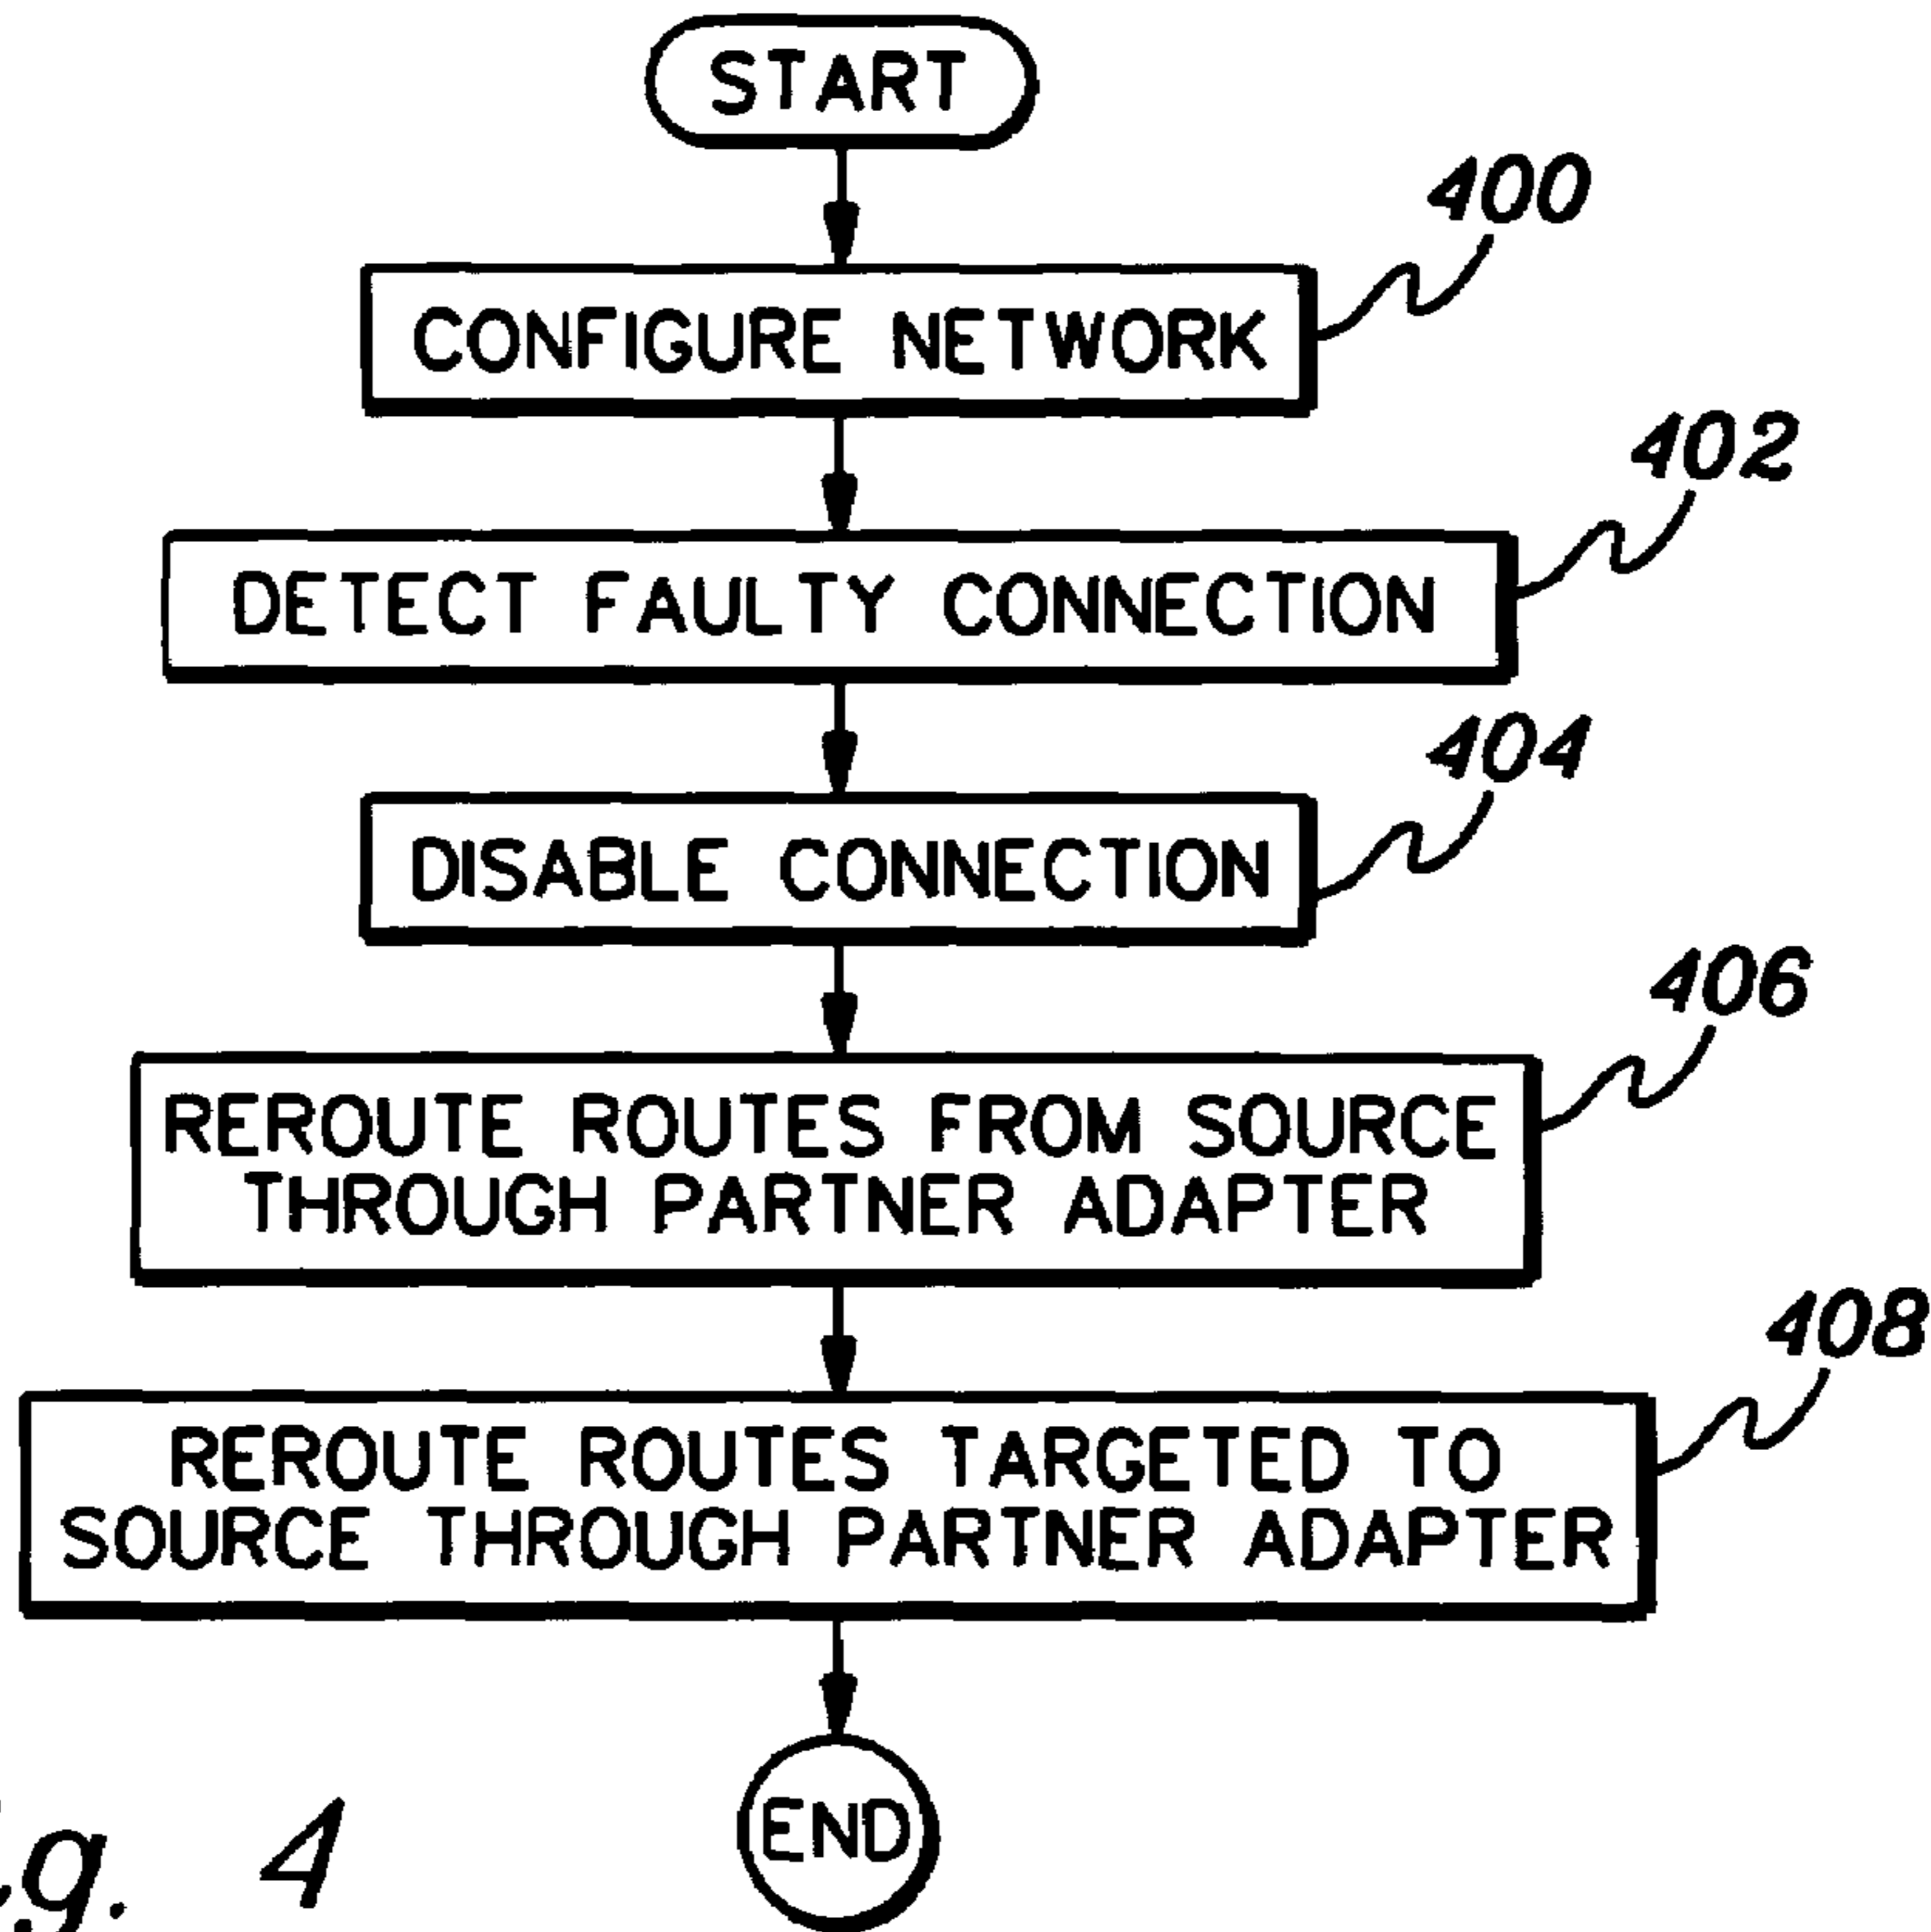 START
400
CONFIGURE NETWORK
402
DETECT FAULTY CONNECTION
404
DISABLE CONNECTION
406
REROUTE ROUTES FROM SOURCE
THROUGH PARTNER ADAPTER
408
REROUTE ROUTES TARGETED TO
SOURCE THROUGH PARTNER ADAPTER
END
g. 4